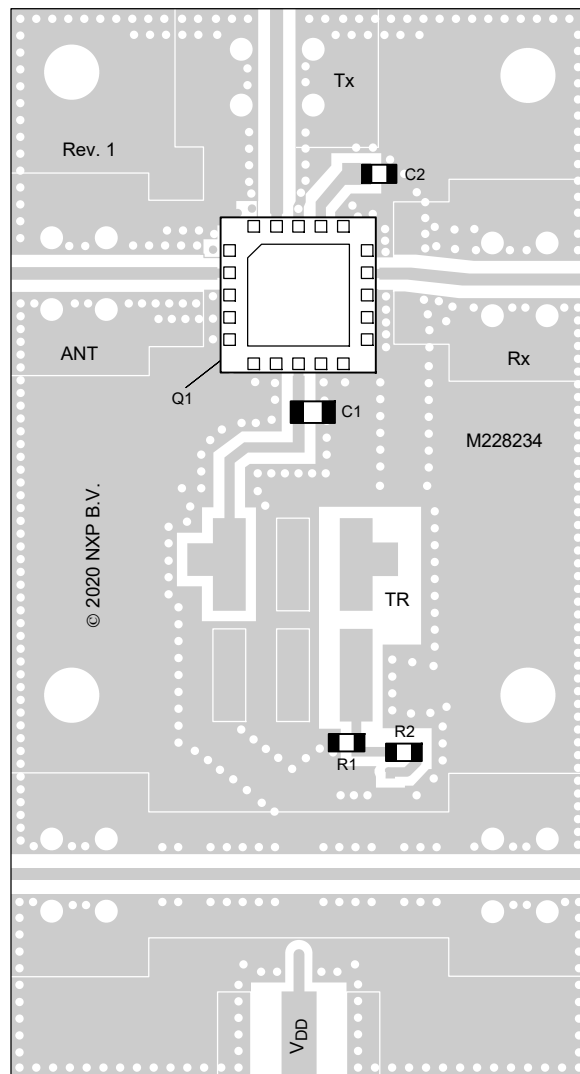 Tx
Rev. 1
C2
ANT
Rx
Q1
C1
M228234
© 2020 NXP B.V.
TR
R2
R1
VDD